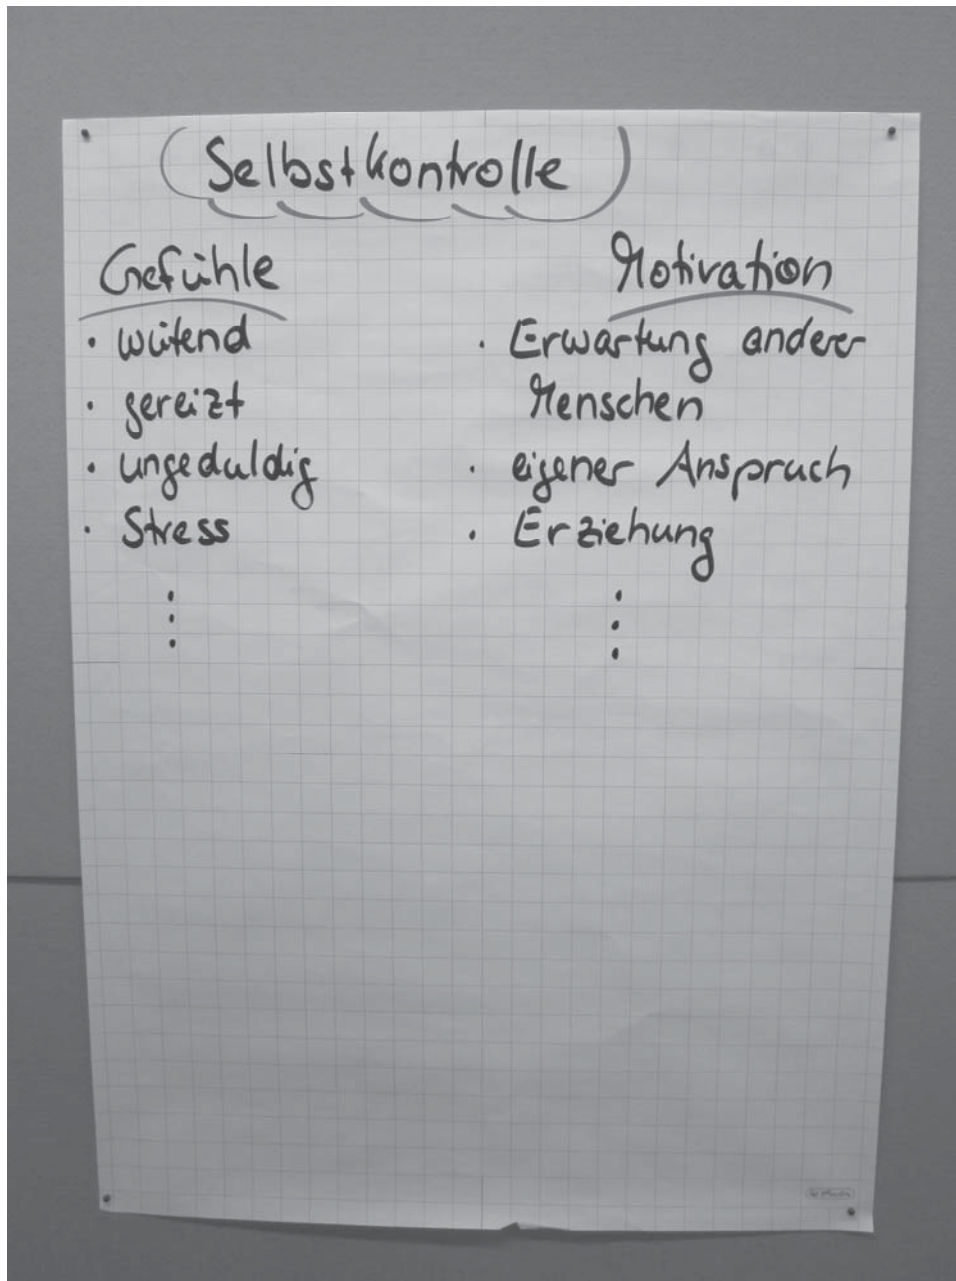 Selbstkontrolle
Gefühle
· wütend
· gereizt
· ungeduldig
· Stress
⋮
Motivation
· Erwartung anderer
Menschen
· eigener Anspruch
· Erziehung
⋮